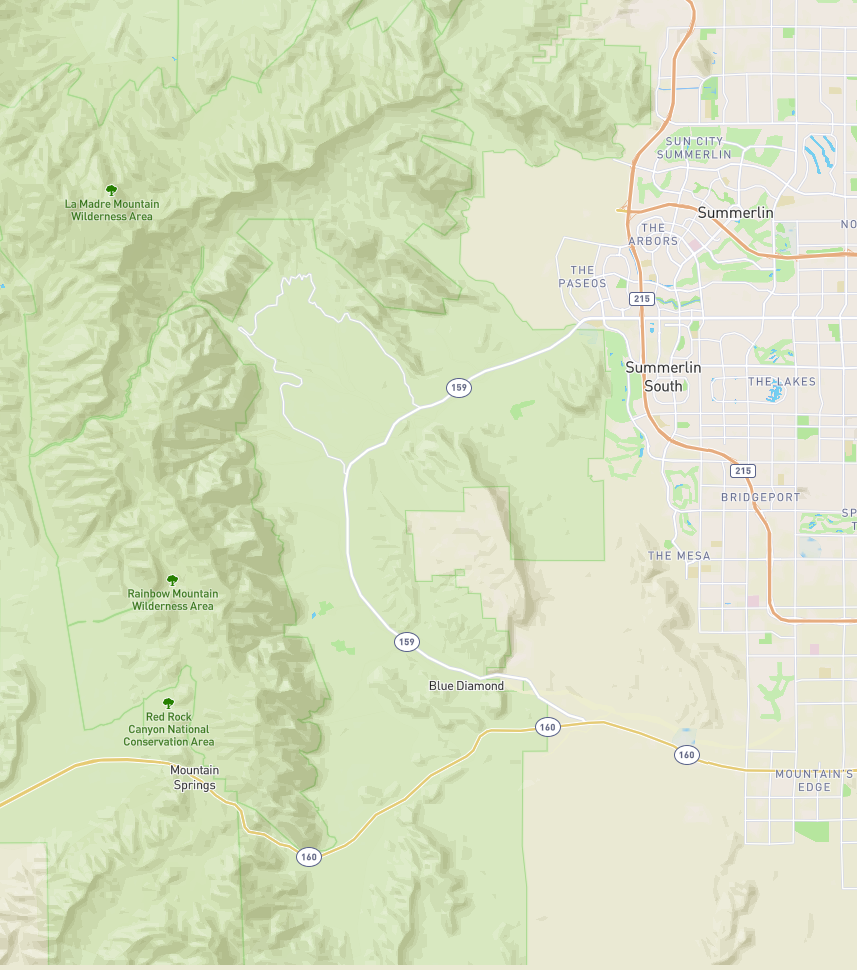 SUN CITY
SUMMERLIN
La Madre Mountain
Wilderness Area
Summerlin
THE
ARBORS
NO
THE
PASEOS
215
Summerlin
South
159
THE LAKES
215
BRIDGEPORT
SP
T
THE MESA
Rainbow Mountain
Wilderness Area
159
Blue Diamond
Red Rock
Canyon National
Conservation Area
160
160
Mountain
Springs
MOUNTAIN'S
EDGE
160